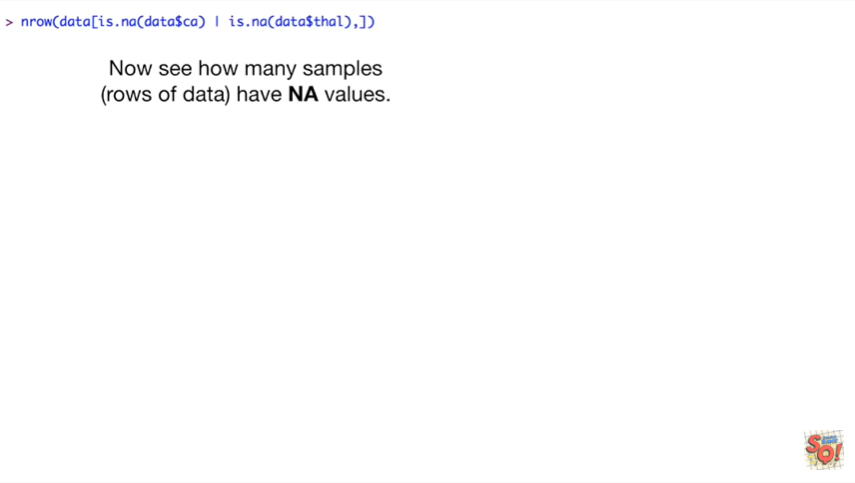 > nrow(data[is.na(data$ca) | is.na(data$thal),])
Now see how many samples
(rows of data) have NA values.
SQ!